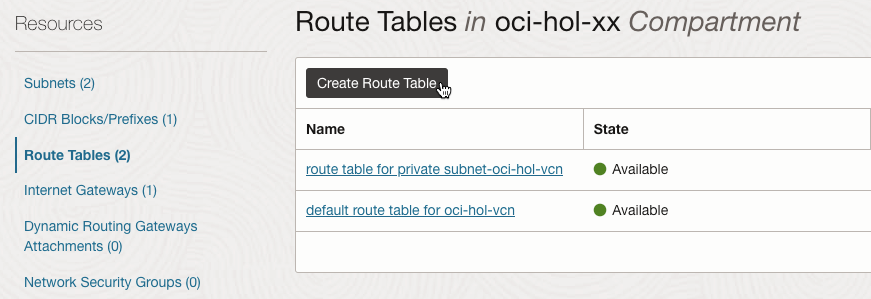 Resources
Subnets (2)
CIDR Blocks/Prefixes (1)
Route Tables (2)
Internet Gateways (1)
Dynamic Routing Gateways
Attachments (0)
Network Security Groups (0)
Route Tables in oci-hol-xx Compartment
Create Route Table
Name State
route table for private subnet-oci-hol-vcn Available
default route table for oci-hol-vcn Available